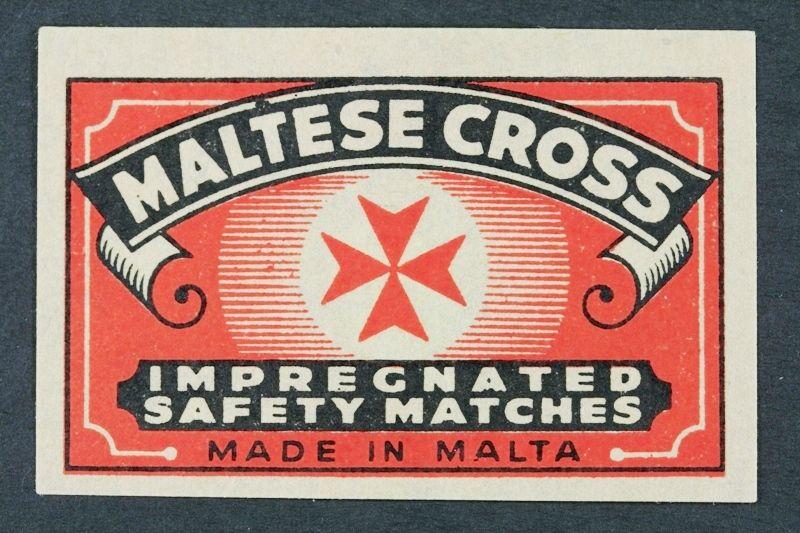 MALTESE CROSS
IMPREGNATED
SAFETY MATCHES
MADE IN MALTA